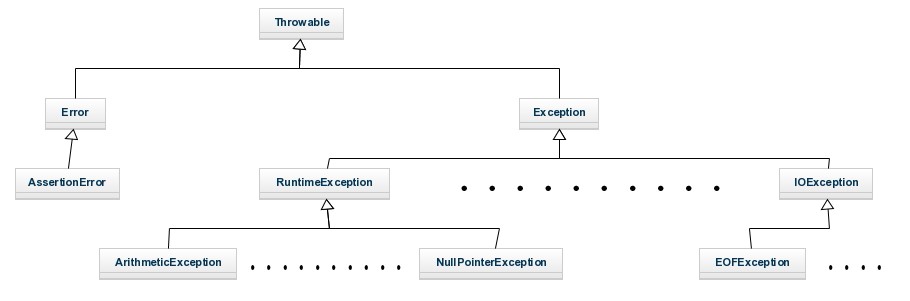 Throwable
Error
Exception
AssertionError
RuntimeException
IOException
ArithmeticException
NullPointerException
EOFException